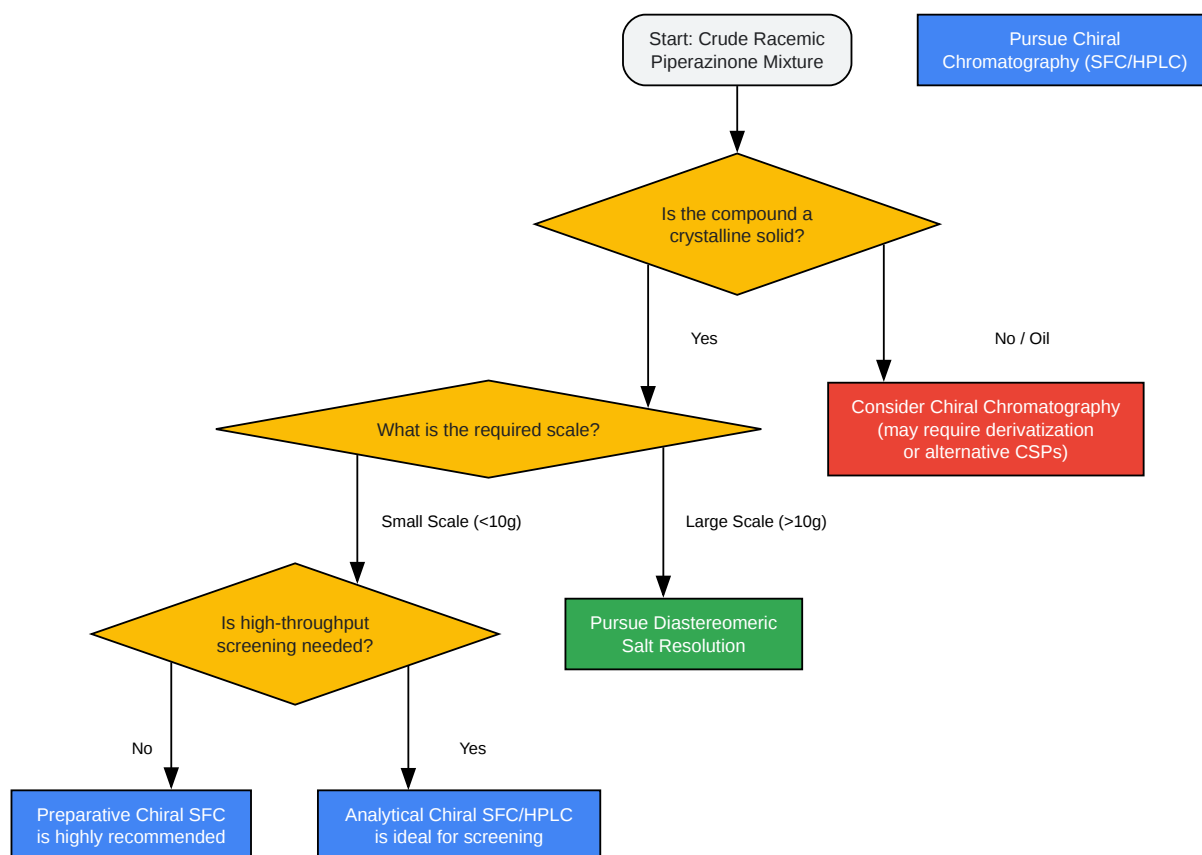 Start: Crude Racemic
Piperazinone Mixture
Pursue Chiral
Chromatography (SFC/HPLC)
Is the compound a
crystalline solid?
Yes
No / Oil
What is the required scale?
Consider Chiral Chromatography
(may require derivatization
or alternative CSPs)
Small Scale (<10g)
Large Scale (>10g)
Is high-throughput
screening needed?
Pursue Diastereomeric
Salt Resolution
No
Yes
Preparative Chiral SFC
is highly recommended
Analytical Chiral SFC/HPLC
is ideal for screening